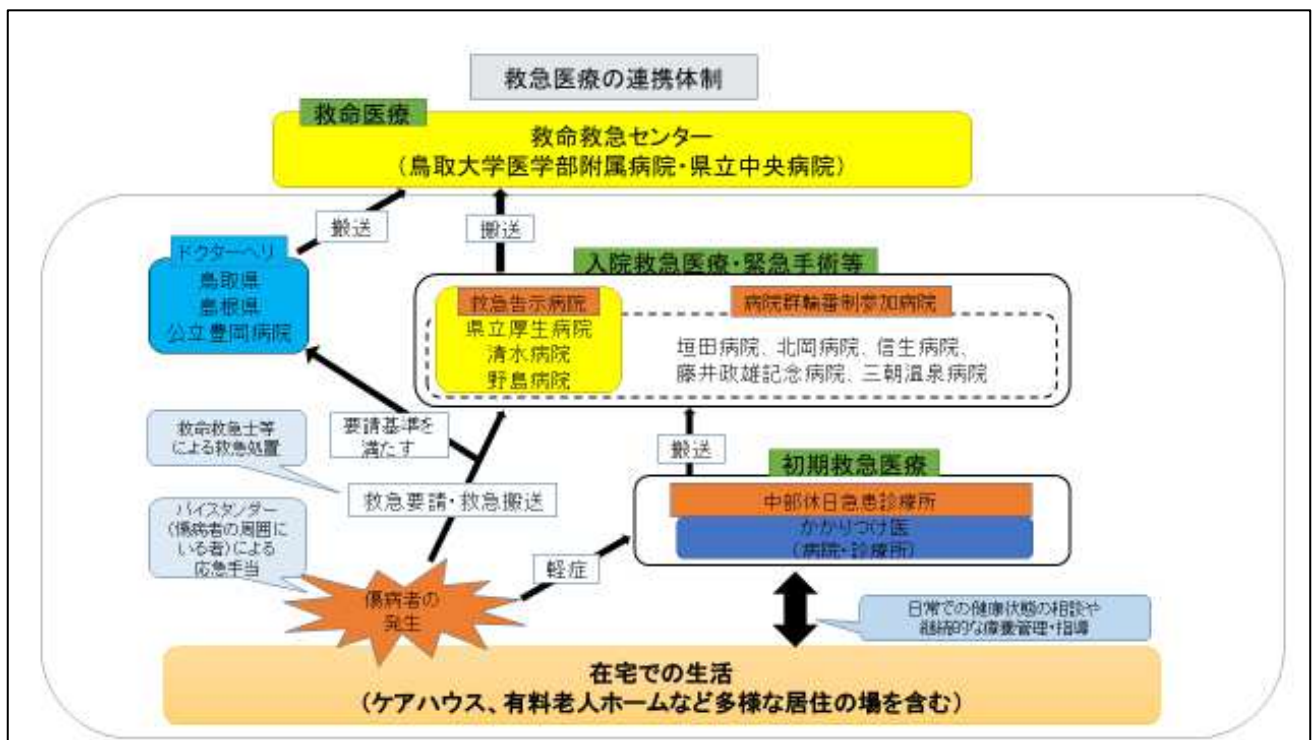 救急医療の連携体制
救命医療
救命救急センター
（鳥取大学医学部附属病院・県立中央病院）
搬送
搬送
ドクターヘリ
鳥取県
島根県
公立豊岡病院
入院救急医療・緊急手術等
救急告示病院
県立厚生病院
清水病院
野島病院
病院群輪番制参加病院
垣田病院、北岡病院、信生病院、
藤井政雄記念病院、三朝温泉病院
救命救急士等
による救急処置
要請基準を
満たす
搬送
初期救急医療
救急要請・救急搬送
中部休日急患診療所
かかりつけ医
（病院・診療所）
バイスタンダー
（傷病者の周囲に
いる者）による
応急手当
軽症
傷病者の
発生
日常での健康状態の相談や
継続的な療養管理・指導
在宅での生活
（ケアハウス、有料老人ホームなど多様な居住の場を含む）